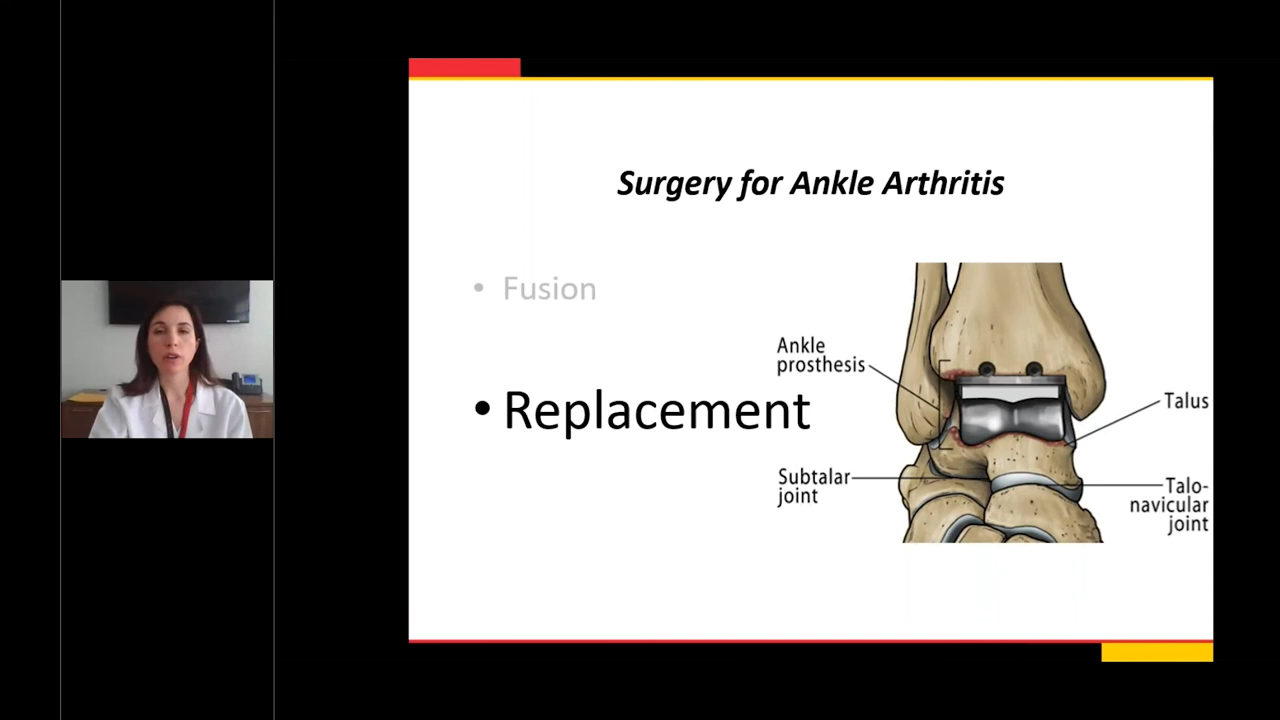 Surgery for Ankle Arthritis
• Fusion
Ankle
prosthesis
• Replacement
Talus
Subtalar
joint
Talo-
navicular
joint